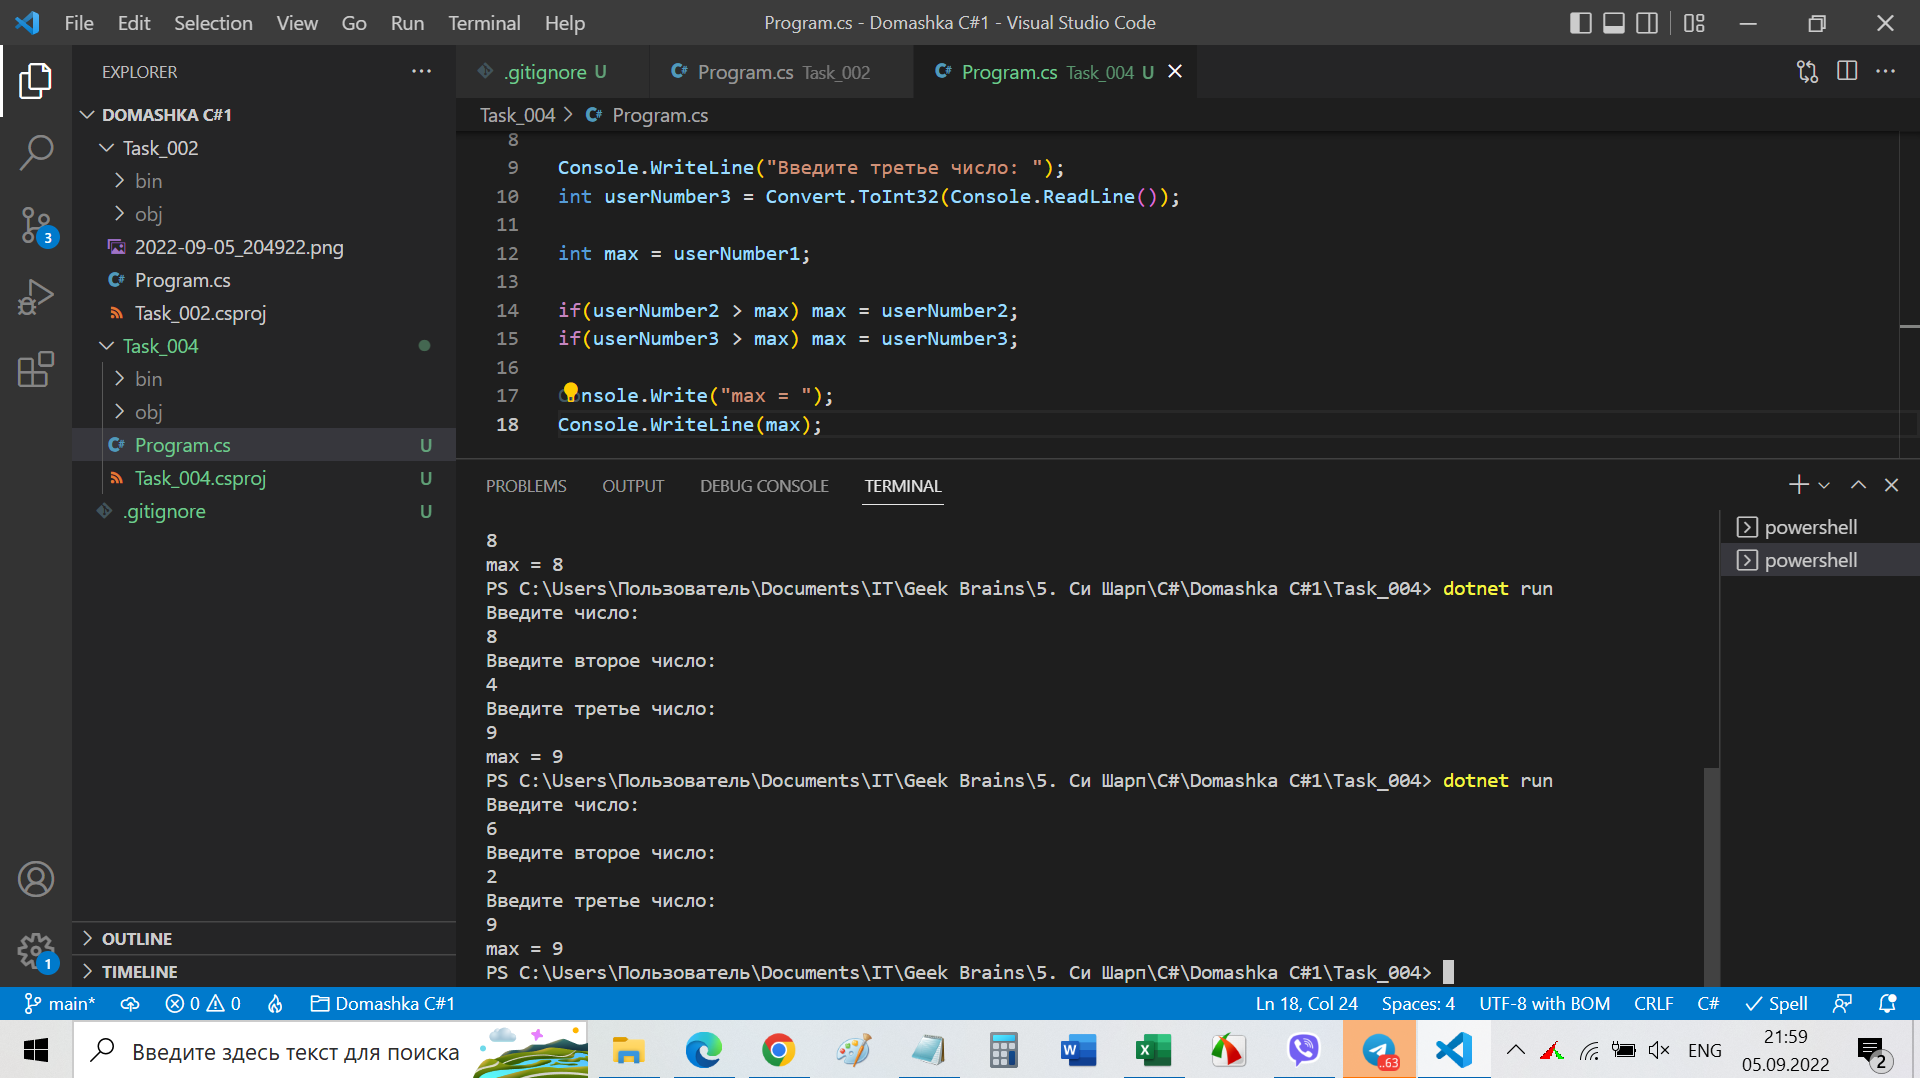 File Edit Selection View Go Run Terminal Help
Program.cs - Domashka C#1 - Visual Studio Code
EXPLORER
DOMASHKA C#1
Task_002
bin
obj
2022-09-05_204922.png
Program.cs
Task_002.csproj
Task_004
bin
obj
Program.cs U
Task_004.csproj U
.gitignore U
OUTLINE
TIMELINE
3
1
.gitignore U
Program.cs Task_002
Program.cs Task_004 U
Task_004 > Program.cs
8
9 Console.WriteLine("Введите третье число: ");
10 int userNumber3 = Convert.ToInt32(Console.ReadLine());
11
12 int max = userNumber1;
13
14 if(userNumber2 > max) max = userNumber2;
15 if(userNumber3 > max) max = userNumber3;
16
17 Console.Write("max = ");
18 Console.WriteLine(max);
PROBLEMS OUTPUT DEBUG CONSOLE TERMINAL
8
max = 8
PS C:\Users\Пользователь\Documents\IT\Geek Brains\5. Си Шарп\C#\Domashka C#1\Task_004> dotnet run
Введите число:
8
Введите второе число:
4
Введите третье число:
9
max = 9
PS C:\Users\Пользователь\Documents\IT\Geek Brains\5. Си Шарп\C#\Domashka C#1\Task_004> dotnet run
Введите число:
6
Введите второе число:
2
Введите третье число:
9
max = 9
PS C:\Users\Пользователь\Documents\IT\Geek Brains\5. Си Шарп\C#\Domashka C#1\Task_004>
powershell
powershell
main* 0 0 Domashka C#1 Ln 18, Col 24 Spaces: 4 UTF-8 with BOM CRLF C# Spell
Введите здесь текст для поиска
..63
ENG
21:59
05.09.2022
2